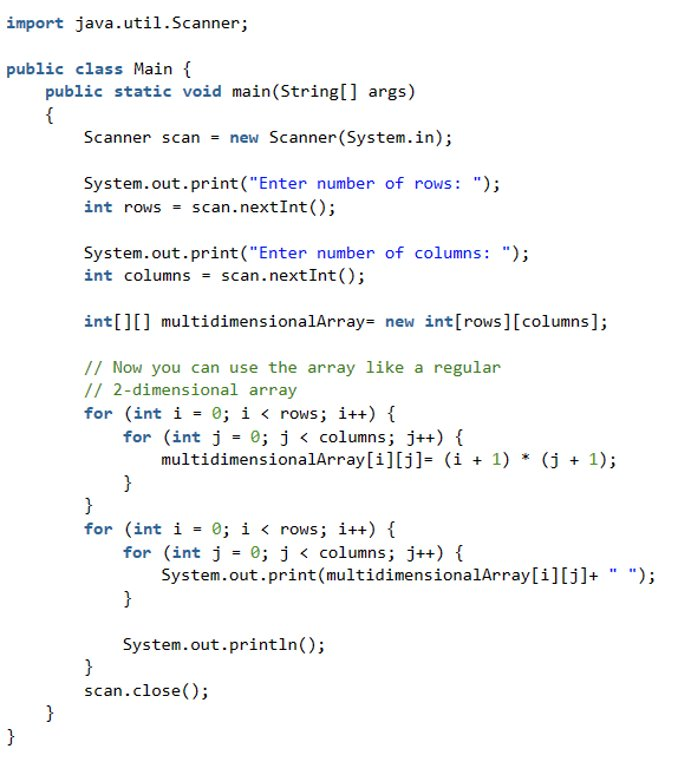 import java.util.Scanner;
public class Main {
public static void main(String[] args)
{
Scanner scan = new Scanner(System.in);
System.out.print("Enter number of rows: ");
int rows = scan.nextInt();
System.out.print("Enter number of columns: ");
int columns = scan.nextInt();
int[][] multidimensionalArray= new int[rows][columns];
// Now you can use the array like a regular
// 2-dimensional array
for (int i = 0; i < rows; i++) {
for (int j = 0; j < columns; j++) {
multidimensionalArray[i][j]= (i + 1) * (j + 1);
}
}
for (int i = 0; i < rows; i++) {
for (int j = 0; j < columns; j++) {
System.out.print(multidimensionalArray[i][j]+ " ");
}
System.out.println();
}
scan.close();
}
}